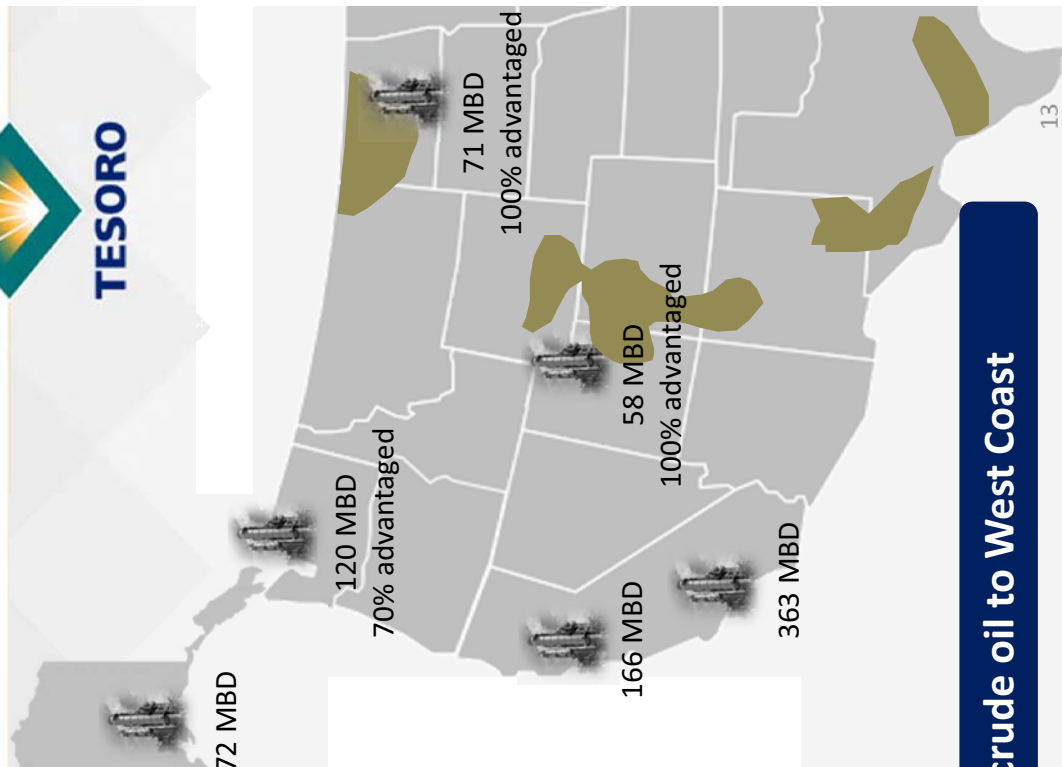 TESORO
72 MBD
120 MBD
70% advantaged
71 MBD
100% advantaged
58 MBD
100% advantaged
166 MBD
363 MBD
crude oil to West Coast
13